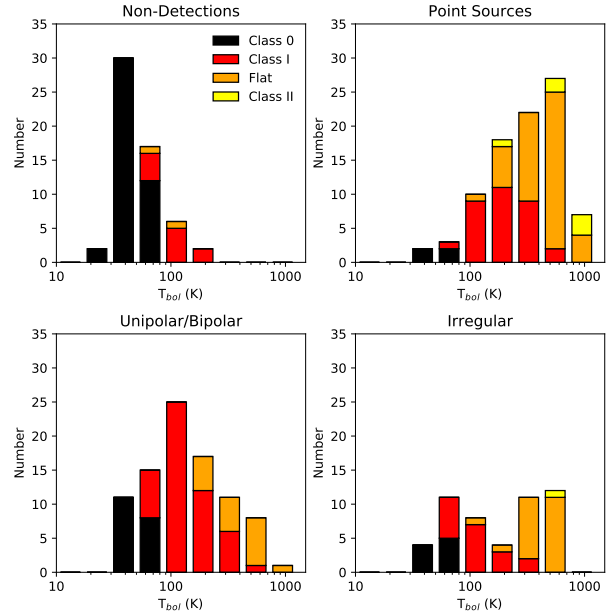 Non-Detections
Point Sources
35
30
25
20
15
10
5
0
Number
Class 0
Class I
Flat
Class II
10
100
1000
T_bol (K)
35
30
25
20
15
10
5
0
Number
10
100
1000
T_bol (K)
Unipolar/Bipolar
Irregular
35
30
25
20
15
10
5
0
Number
10
100
1000
T_bol (K)
35
30
25
20
15
10
5
0
Number
10
100
1000
T_bol (K)